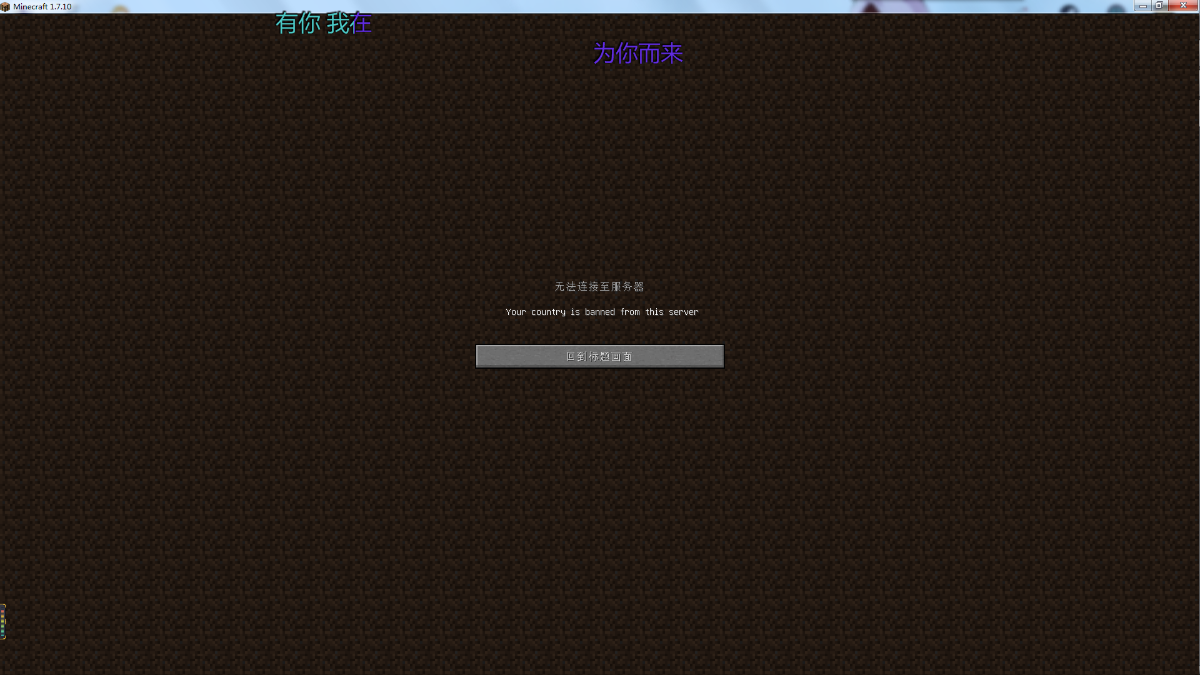 Minecraft 1.7.10
有你 我在
为你而来
无法连接至服务器
Your country is banned from this server
回到标题画面